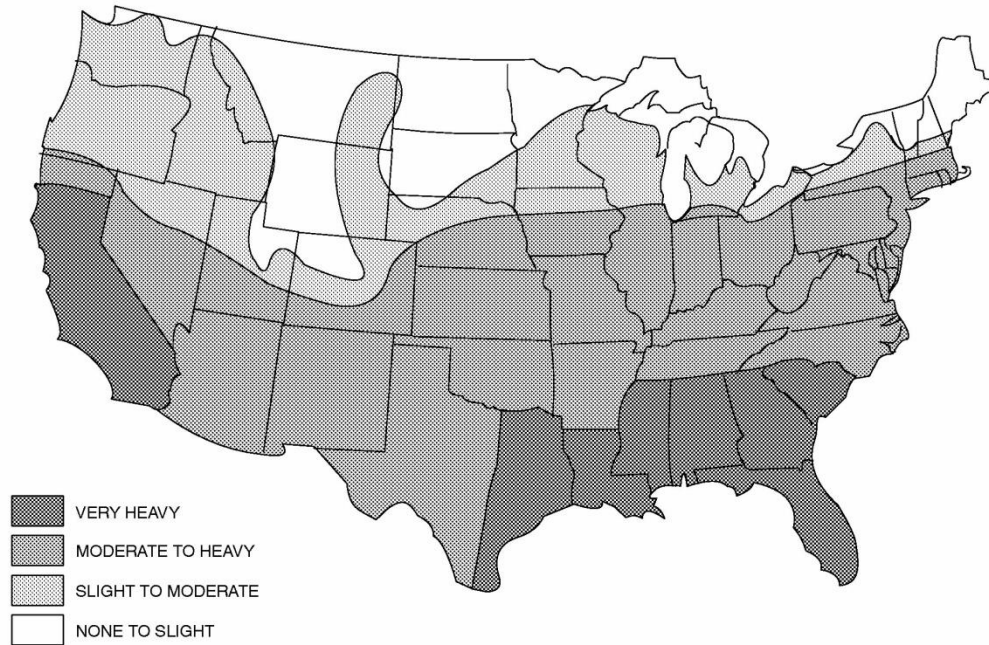 VERY HEAVY
MODERATE TO HEAVY
SLIGHT TO MODERATE
NONE TO SLIGHT